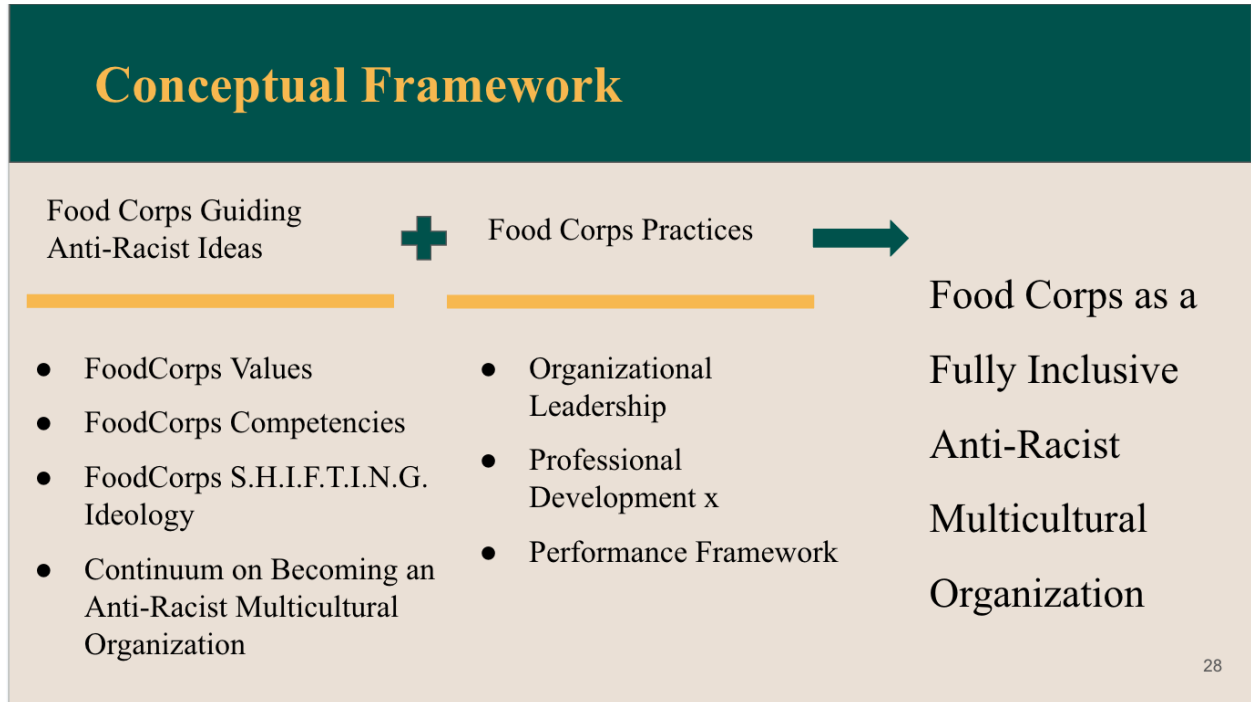 Conceptual Framework
Food Corps Guiding
Anti-Racist Ideas
● FoodCorps Values
● FoodCorps Competencies
● FoodCorps S.H.I.F.T.I.N.G.
Ideology
● Continuum on Becoming an
Anti-Racist Multicultural
Organization
Food Corps Practices
● Organizational
Leadership
● Professional
Development x
● Performance Framework
Food Corps as a
Fully Inclusive
Anti-Racist
Multicultural
Organization
28